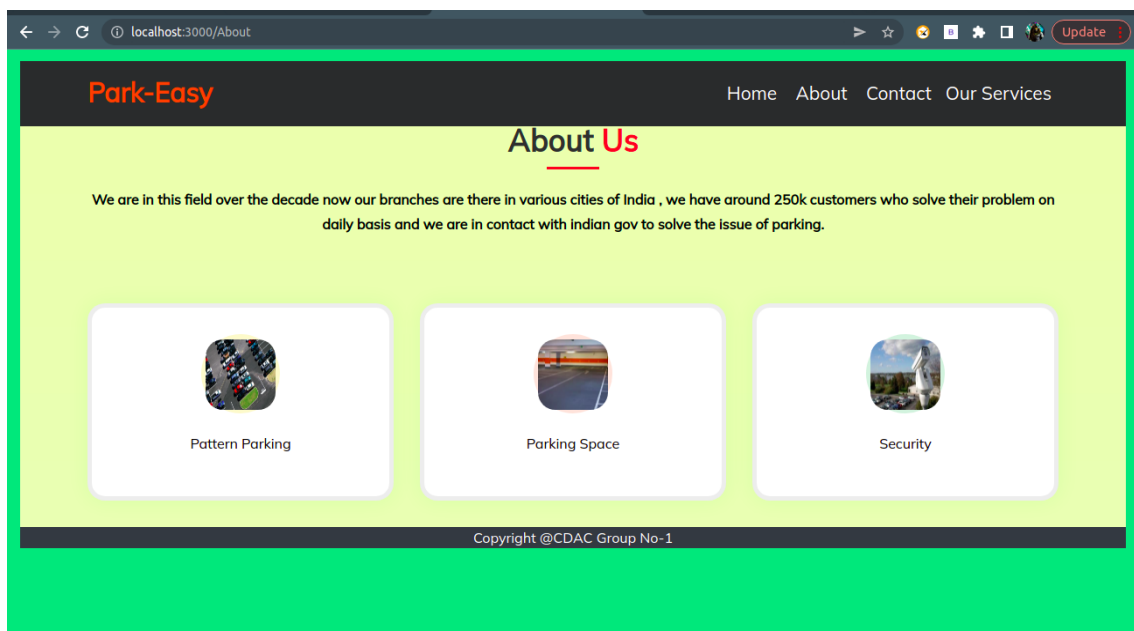 localhost:3000/About
Update
Park-Easy
Home About Contact Our Services
About Us
We are in this field over the decade now our branches are there in various cities of India , we have around 250k customers who solve their problem on
daily basis and we are in contact with indian gov to solve the issue of parking.
Pattern Parking
Parking Space
Security
Copyright @CDAC Group No-1